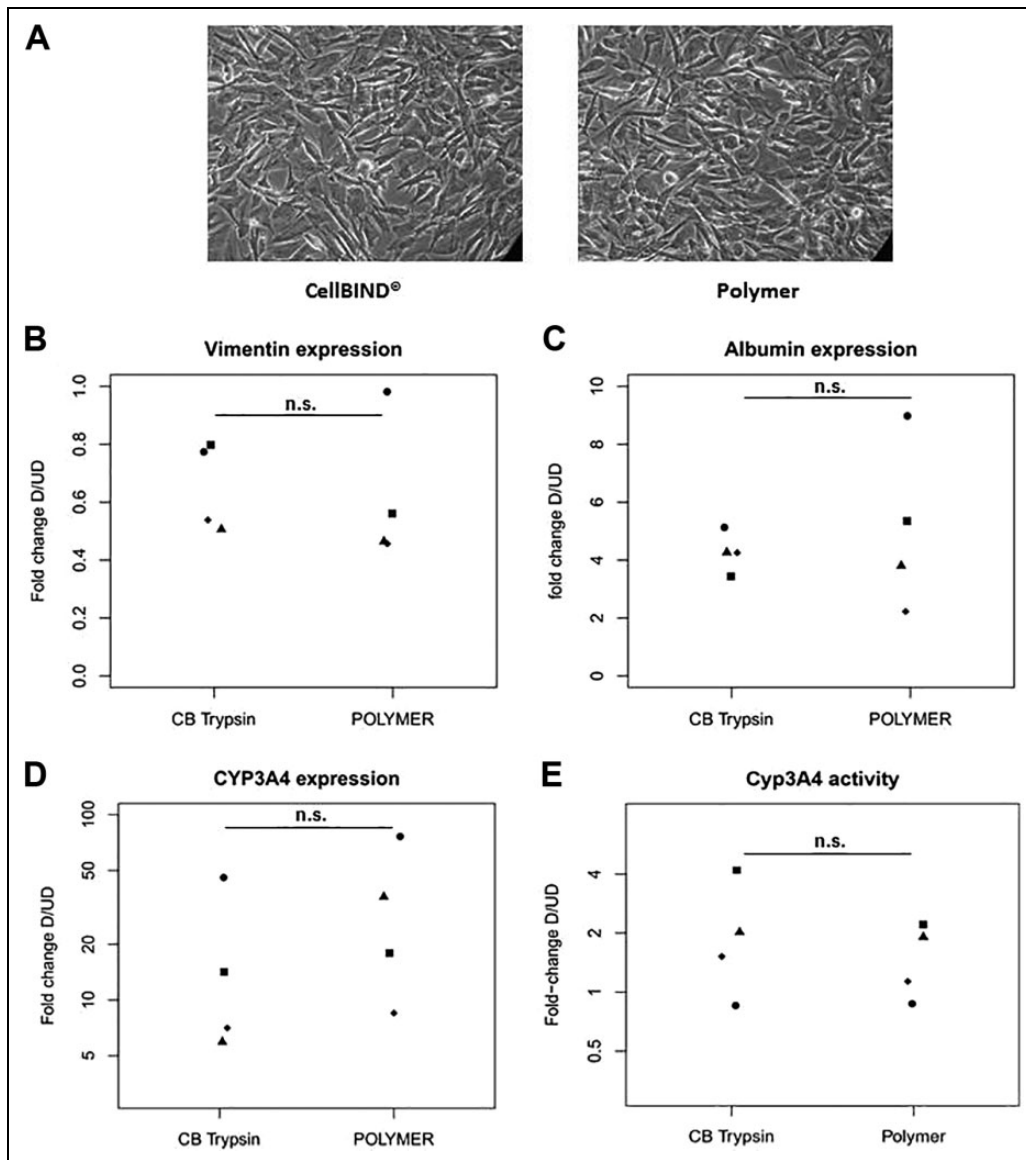 A
CellBIND® Polymer
B
Vimentin expression
n.s.
Fold change D/UD
1.0
0.8
0.6
0.4
0.2
0.0
CB Trypsin POLYMER
C
Albumin expression
n.s.
fold change D/UD
10
8
6
4
2
0
CB Trypsin POLYMER
D
CYP3A4 expression
n.s.
Fold change D/UD
100
50
20
10
5
CB Trypsin POLYMER
E
Cyp3A4 activity
n.s.
Fold-change D/UD
4
2
1
0.5
CB Trypsin Polymer